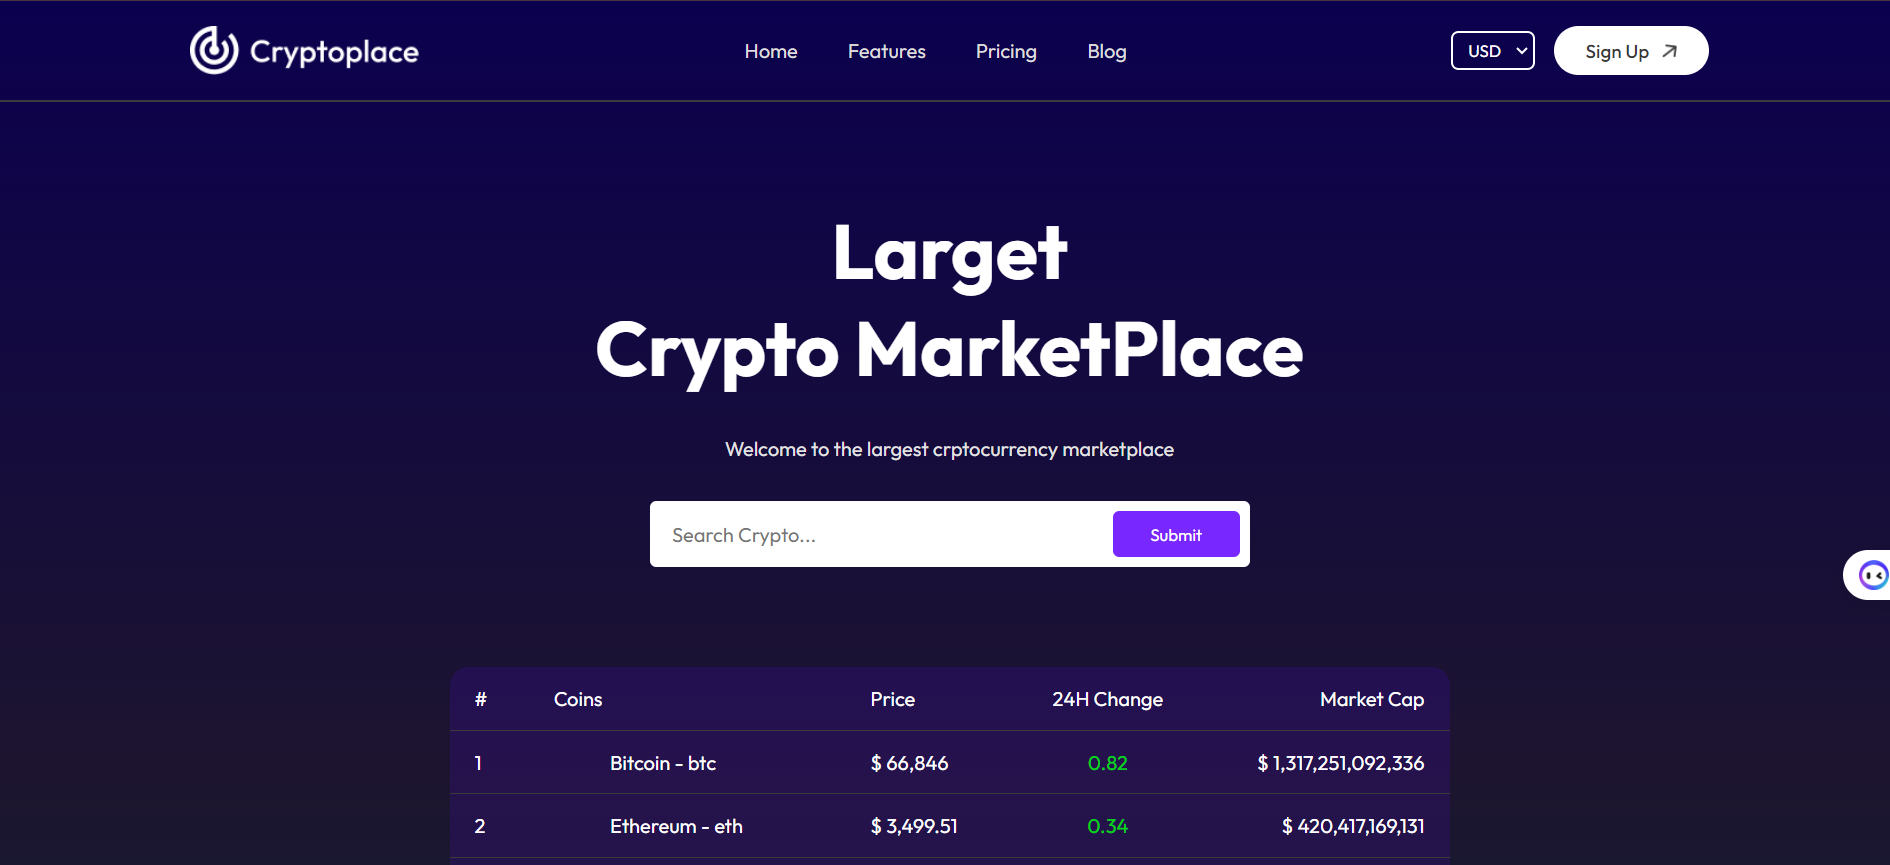 Cryptoplace Home Features Pricing Blog USD Sign Up
Larget
Crypto MarketPlace
Welcome to the largest crptocurrency marketplace
Search Crypto... Submit
# Coins Price 24H Change Market Cap
1 Bitcoin - btc $ 66,846 0.82 $ 1,317,251,092,336
2 Ethereum - eth $ 3,499.51 0.34 $ 420,417,169,131